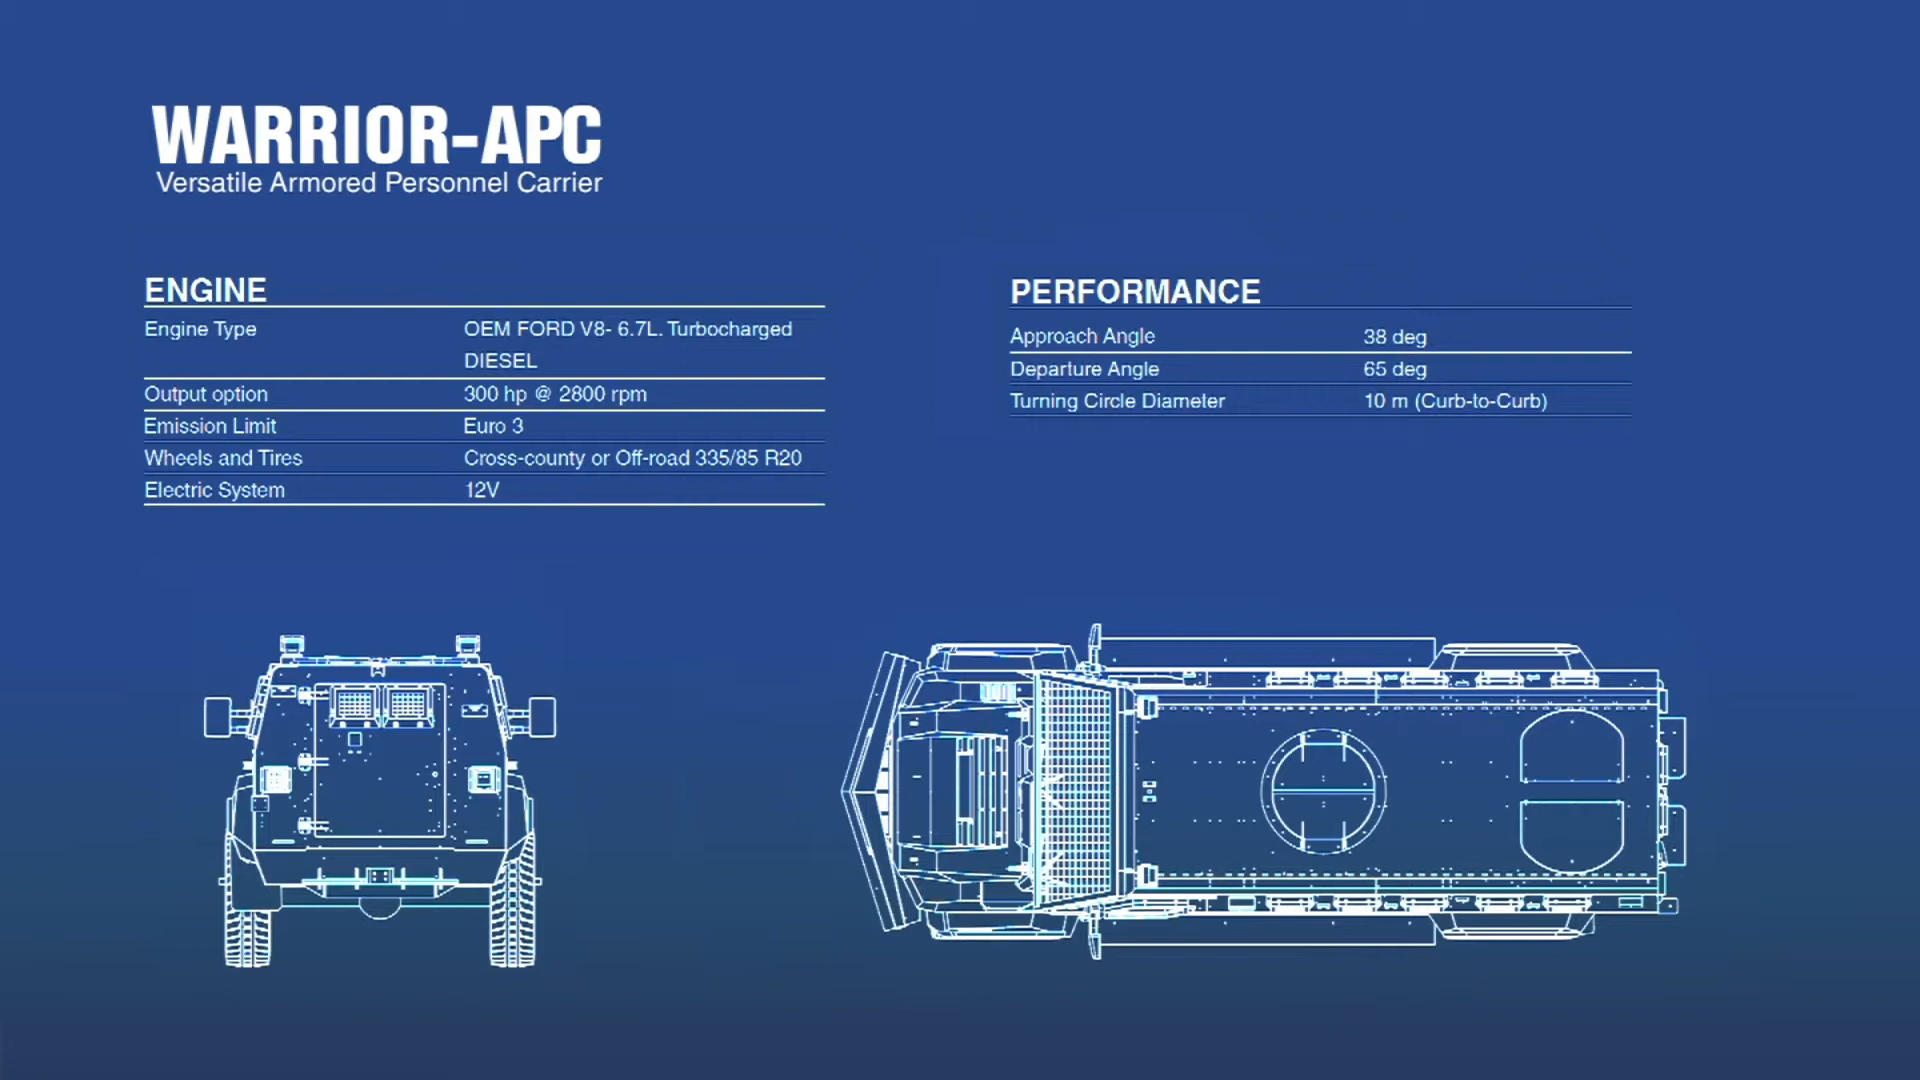 WARRIOR-APC
Versatile Armored Personnel Carrier
ENGINE
Engine Type OEM FORD V8- 6.7L. Turbocharged
DIESEL
Output option 300 hp @ 2800 rpm
Emission Limit Euro 3
Wheels and Tires Cross-county or Off-road 335/85 R20
Electric System 12V
PERFORMANCE
Approach Angle 38 deg
Departure Angle 65 deg
Turning Circle Diameter 10 m (Curb-to-Curb)